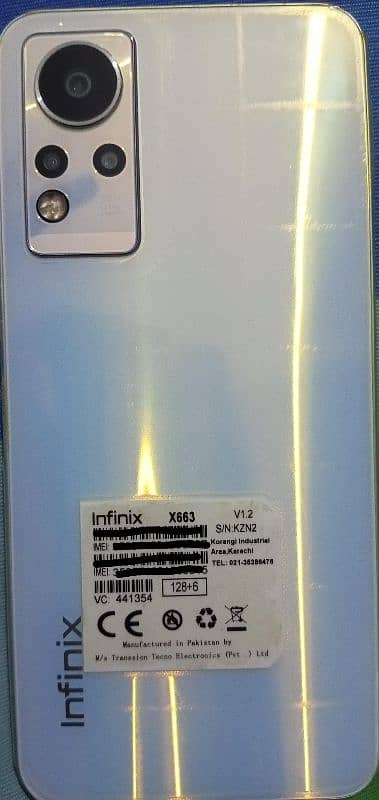 Infinix X663 V1.2
S/N:KZN2
IMEI: Korangi Industrial
Area,Karachi
IMEI: TEL: 021-35389476
128+6
VC: 441354
CE
Manufactured in Pakistan by
M/s Transsion Tecno Electronics (Pvt.) Ltd
Infinix